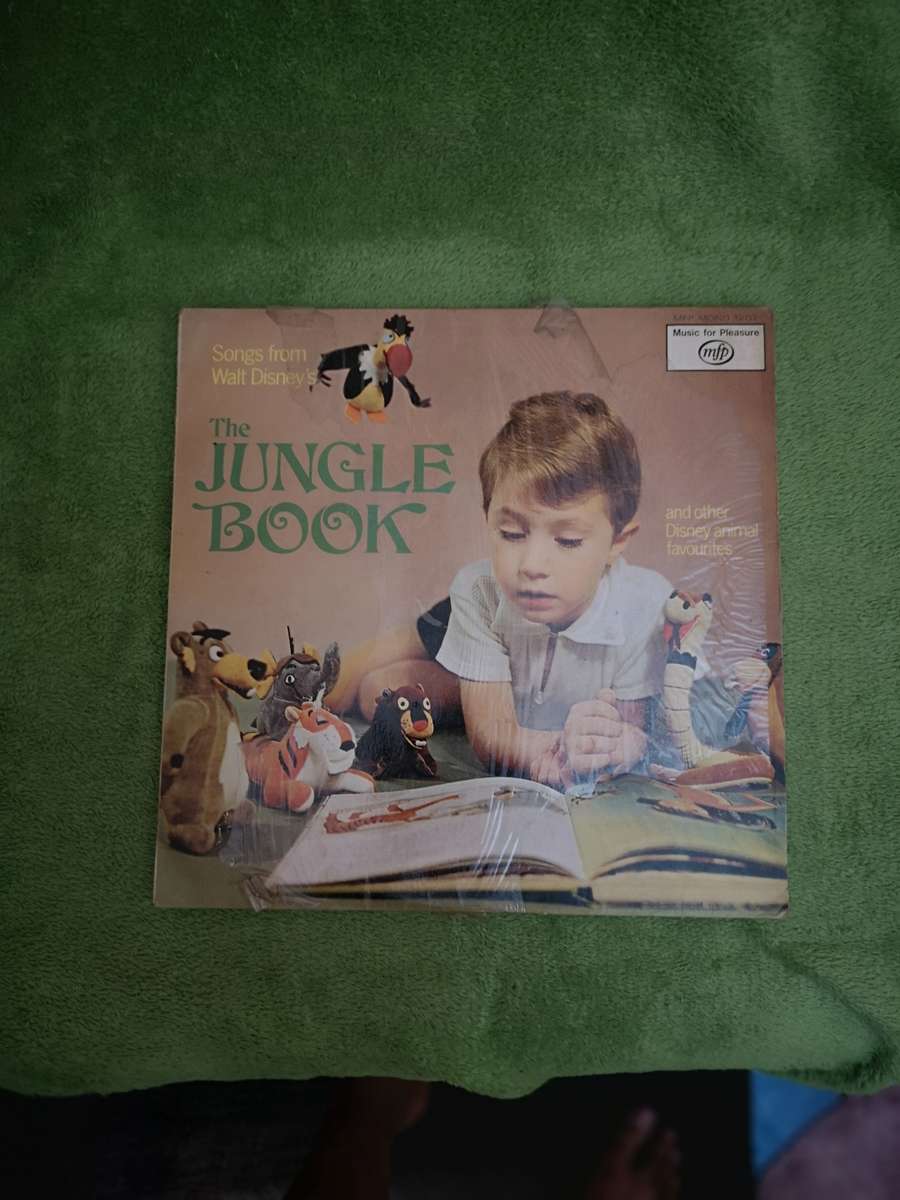 Songs from
Walt Disney's
The
JUNGLE
BOOK
Music for Pleasure
mfp
and other
Disney animal
favourites